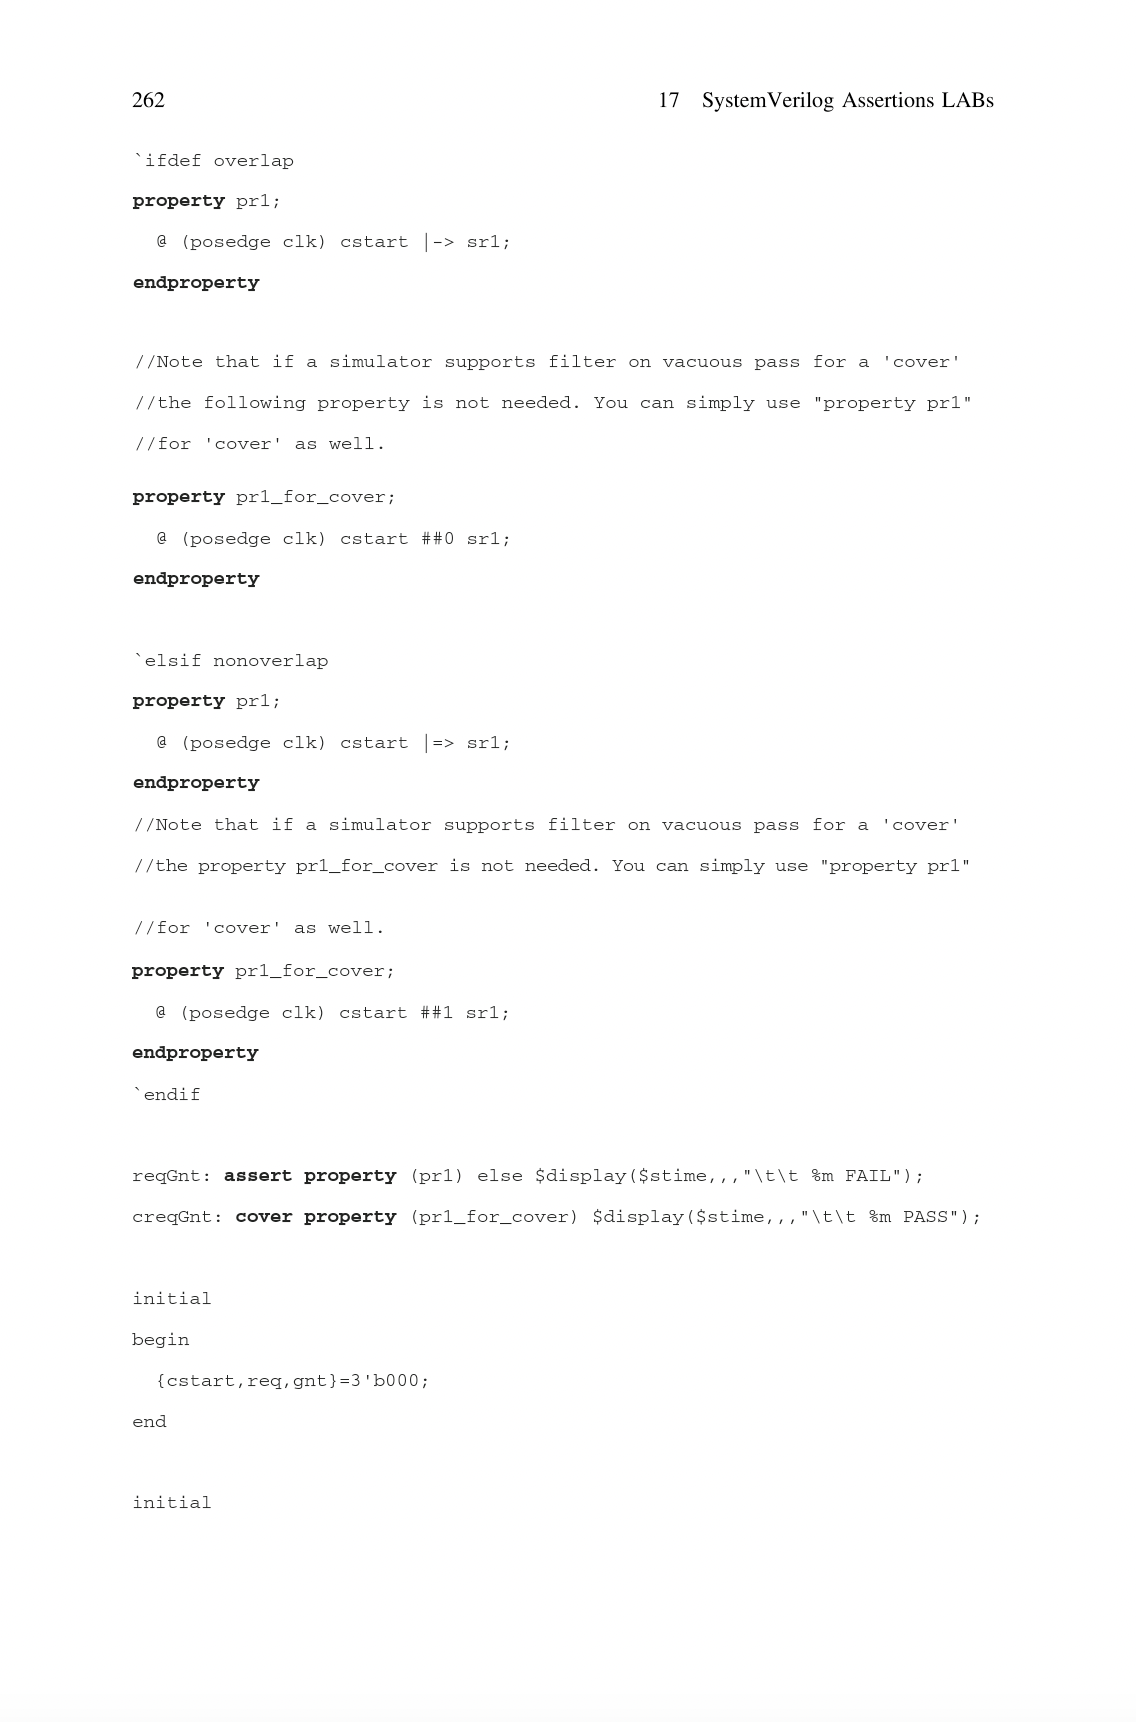 262
17 SystemVerilog Assertions LABs
`ifdef overlap
property pr1;
@ (posedge clk) cstart |-> sr1;
endproperty
//Note that if a simulator supports filter on vacuous pass for a 'cover'
//the following property is not needed. You can simply use "property pr1"
//for 'cover' as well.
property pr1_for_cover;
@ (posedge clk) cstart ##0 sr1;
endproperty
`elsif nonoverlap
property pr1;
@ (posedge clk) cstart |=> sr1;
endproperty
//Note that if a simulator supports filter on vacuous pass for a 'cover'
//the property pr1_for_cover is not needed. You can simply use "property pr1"
//for 'cover' as well.
property pr1_for_cover;
@ (posedge clk) cstart ##1 sr1;
endproperty
`endif
reqGnt: assert property (pr1) else $display($stime,,,"\t\t %m FAIL");
creqGnt: cover property (pr1_for_cover) $display($stime,,,"\t\t %m PASS");
initial
begin
{cstart,req,gnt}=3'b000;
end
initial